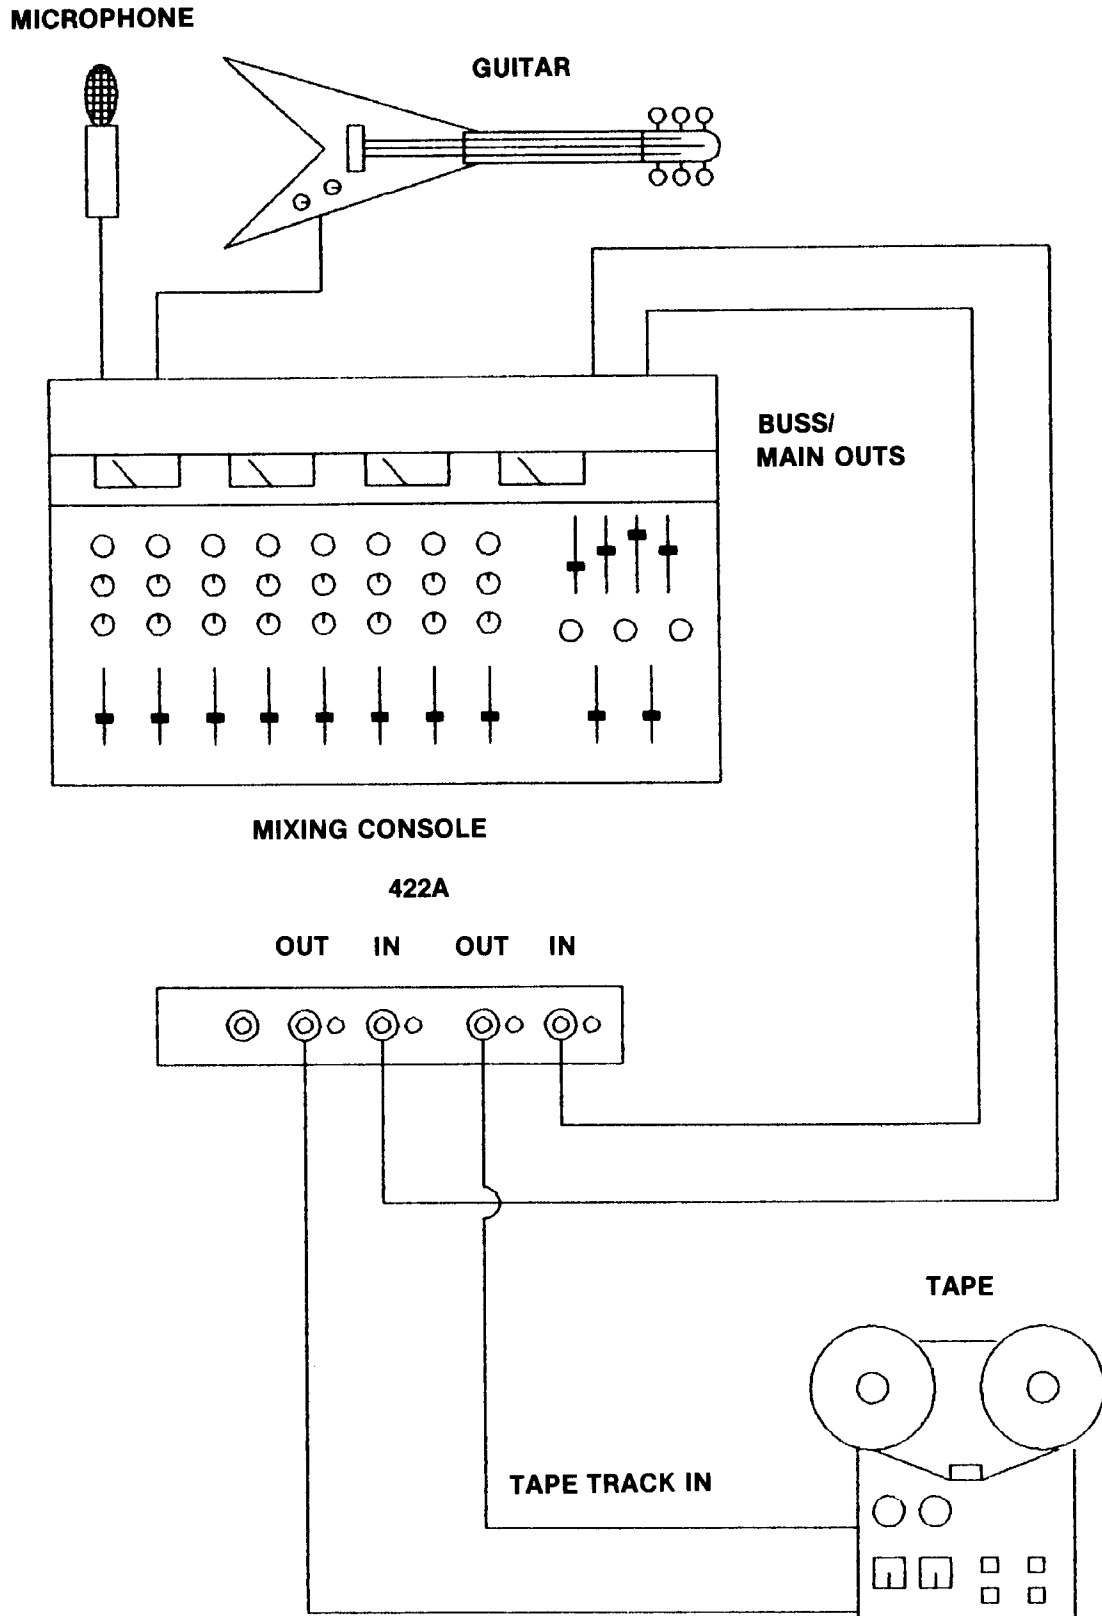 MICROPHONE
GUITAR
BUSS/
MAIN OUTS
MIXING CONSOLE
422A
OUT IN OUT IN
TAPE
TAPE TRACK IN